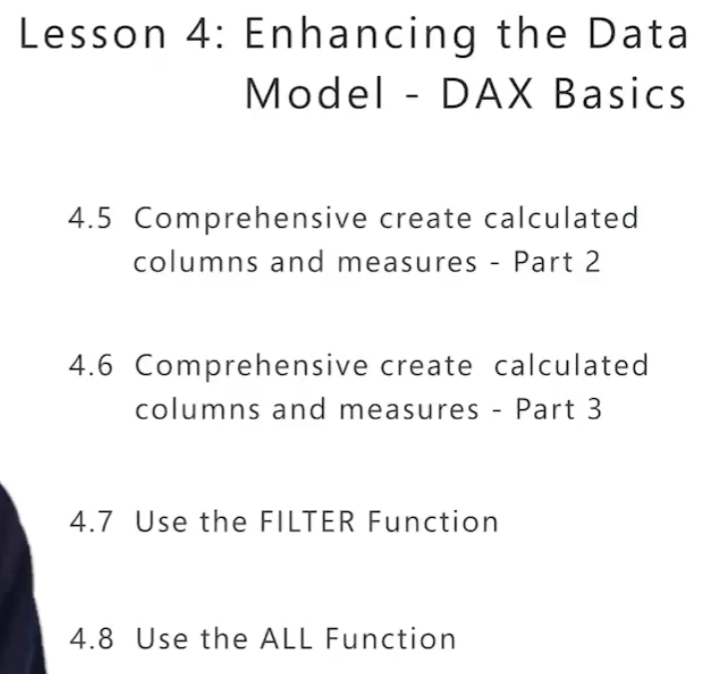 Lesson 4: Enhancing the Data
Model - DAX Basics
4.5 Comprehensive create calculated
columns and measures - Part 2
4.6 Comprehensive create calculated
columns and measures - Part 3
4.7 Use the FILTER Function
4.8 Use the ALL Function